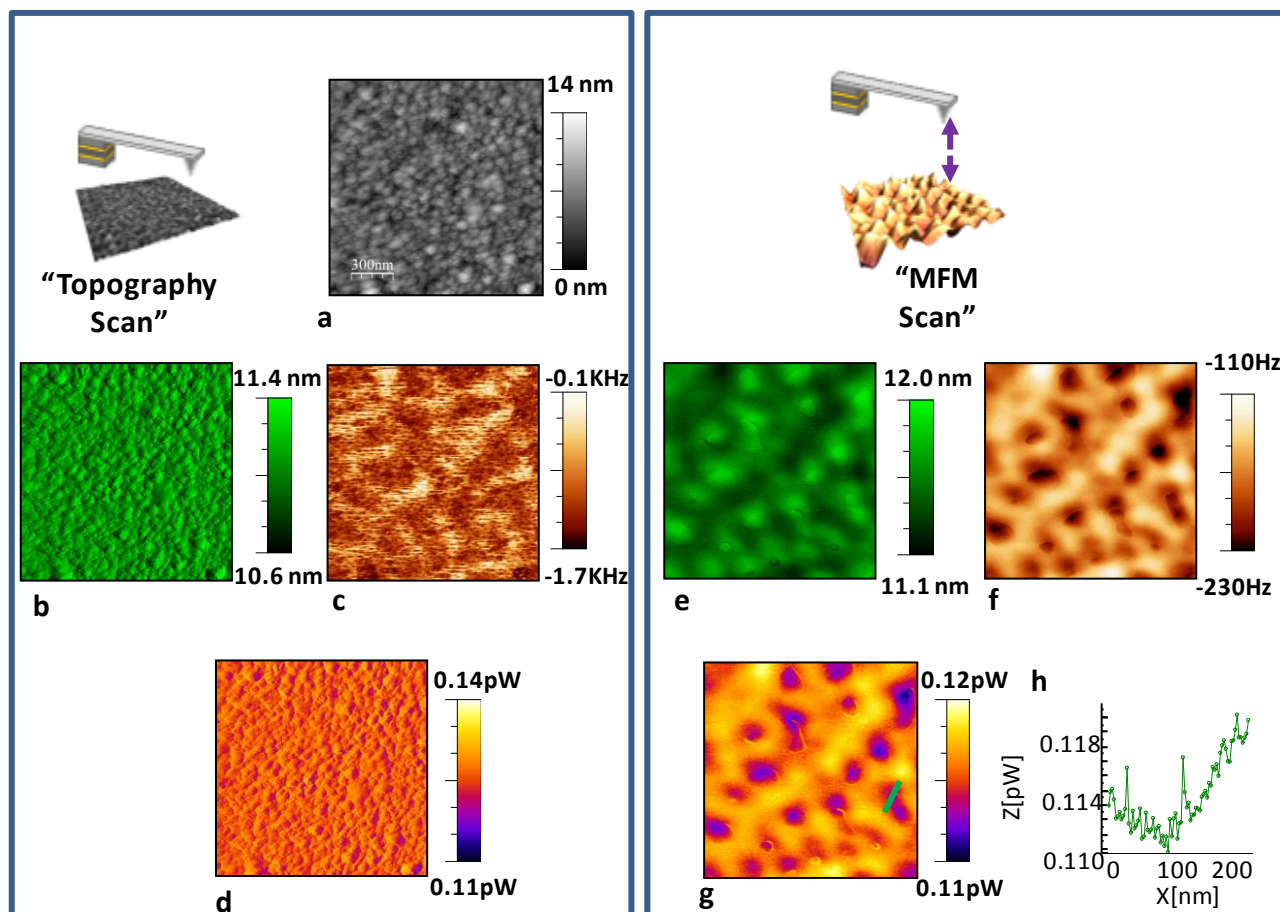 14 nm
300nm
0 nm
"Topography
Scan"
a
11.4 nm
10.6 nm
b
-0.1KHz
-1.7KHz
c
0.14pW
0.11pW
d
"MFM
Scan"
12.0 nm
11.1 nm
e
-110Hz
-230Hz
f
0.12pW
0.11pW
g
h
Z[pW]
0.118
0.114
0.110
0 100 200
X[nm]